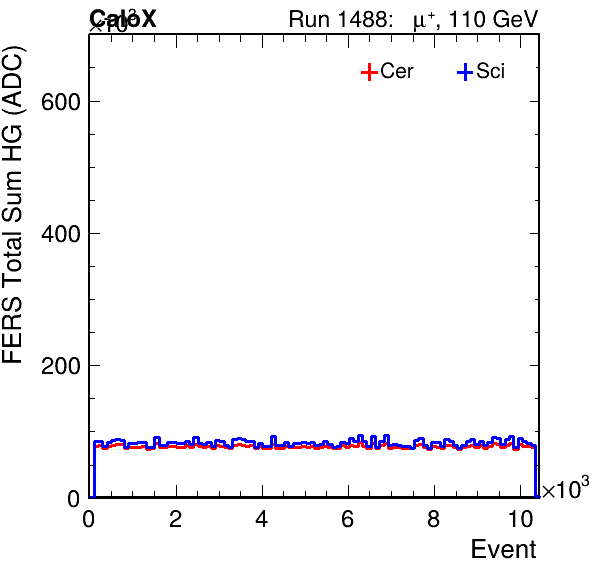 ×10³
CaloX
Run 1488: μ⁺, 110 GeV
FERS Total Sum HG (ADC)
Cer
Sci
600
400
200
0
0 2 4 6 8 10
×10³
Event